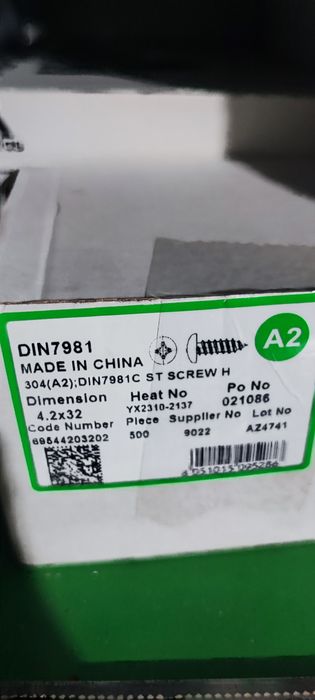 DIN7981
A2
MADE IN CHINA
304(A2);DIN7981C ST SCREW H
Dimension Heat No Po No
4.2x32 YX2310-2137 021086
Code Number Piece Supplier No Lot No
69544203202 500 9022 AZ4741